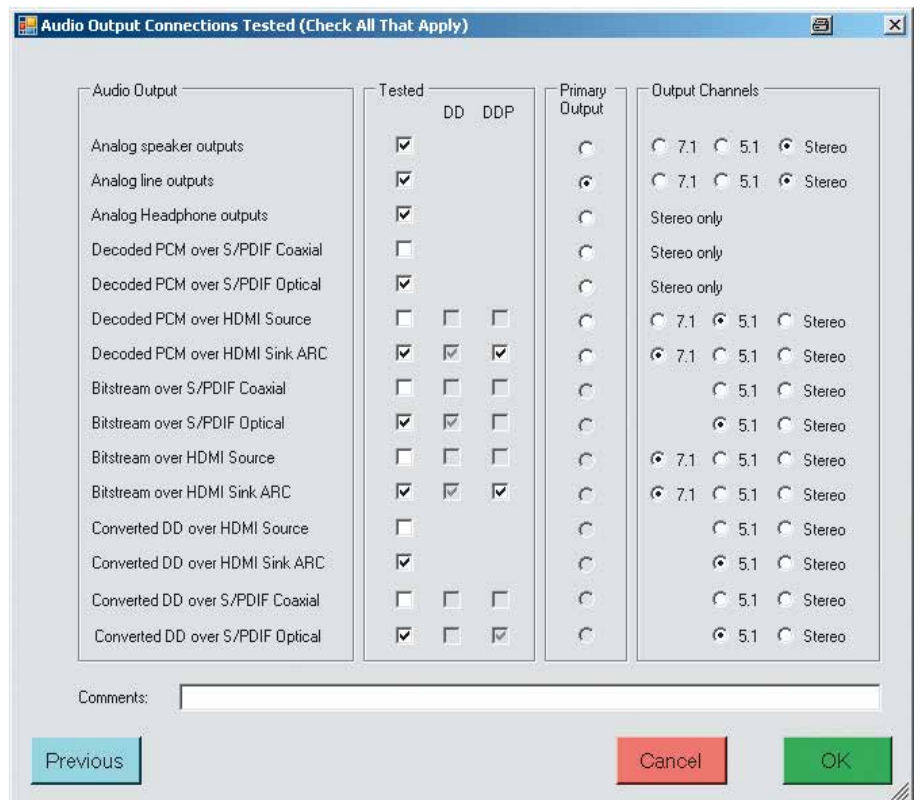 Audio Output Connections Tested (Check All That Apply)
Audio Output Tested Primary Output Output Channels
DD DDP
Analog speaker outputs 7.1 5.1 Stereo
Analog line outputs 7.1 5.1 Stereo
Analog Headphone outputs Stereo only
Decoded PCM over S/PDIF Coaxial Stereo only
Decoded PCM over S/PDIF Optical Stereo only
Decoded PCM over HDMI Source 7.1 5.1 Stereo
Decoded PCM over HDMI Sink ARC 7.1 5.1 Stereo
Bitstream over S/PDIF Coaxial 5.1 Stereo
Bitstream over S/PDIF Optical 5.1 Stereo
Bitstream over HDMI Source 7.1 5.1 Stereo
Bitstream over HDMI Sink ARC 7.1 5.1 Stereo
Converted DD over HDMI Source 5.1 Stereo
Converted DD over HDMI Sink ARC 5.1 Stereo
Converted DD over S/PDIF Coaxial 5.1 Stereo
Converted DD over S/PDIF Optical 5.1 Stereo
Comments:
Previous Cancel OK